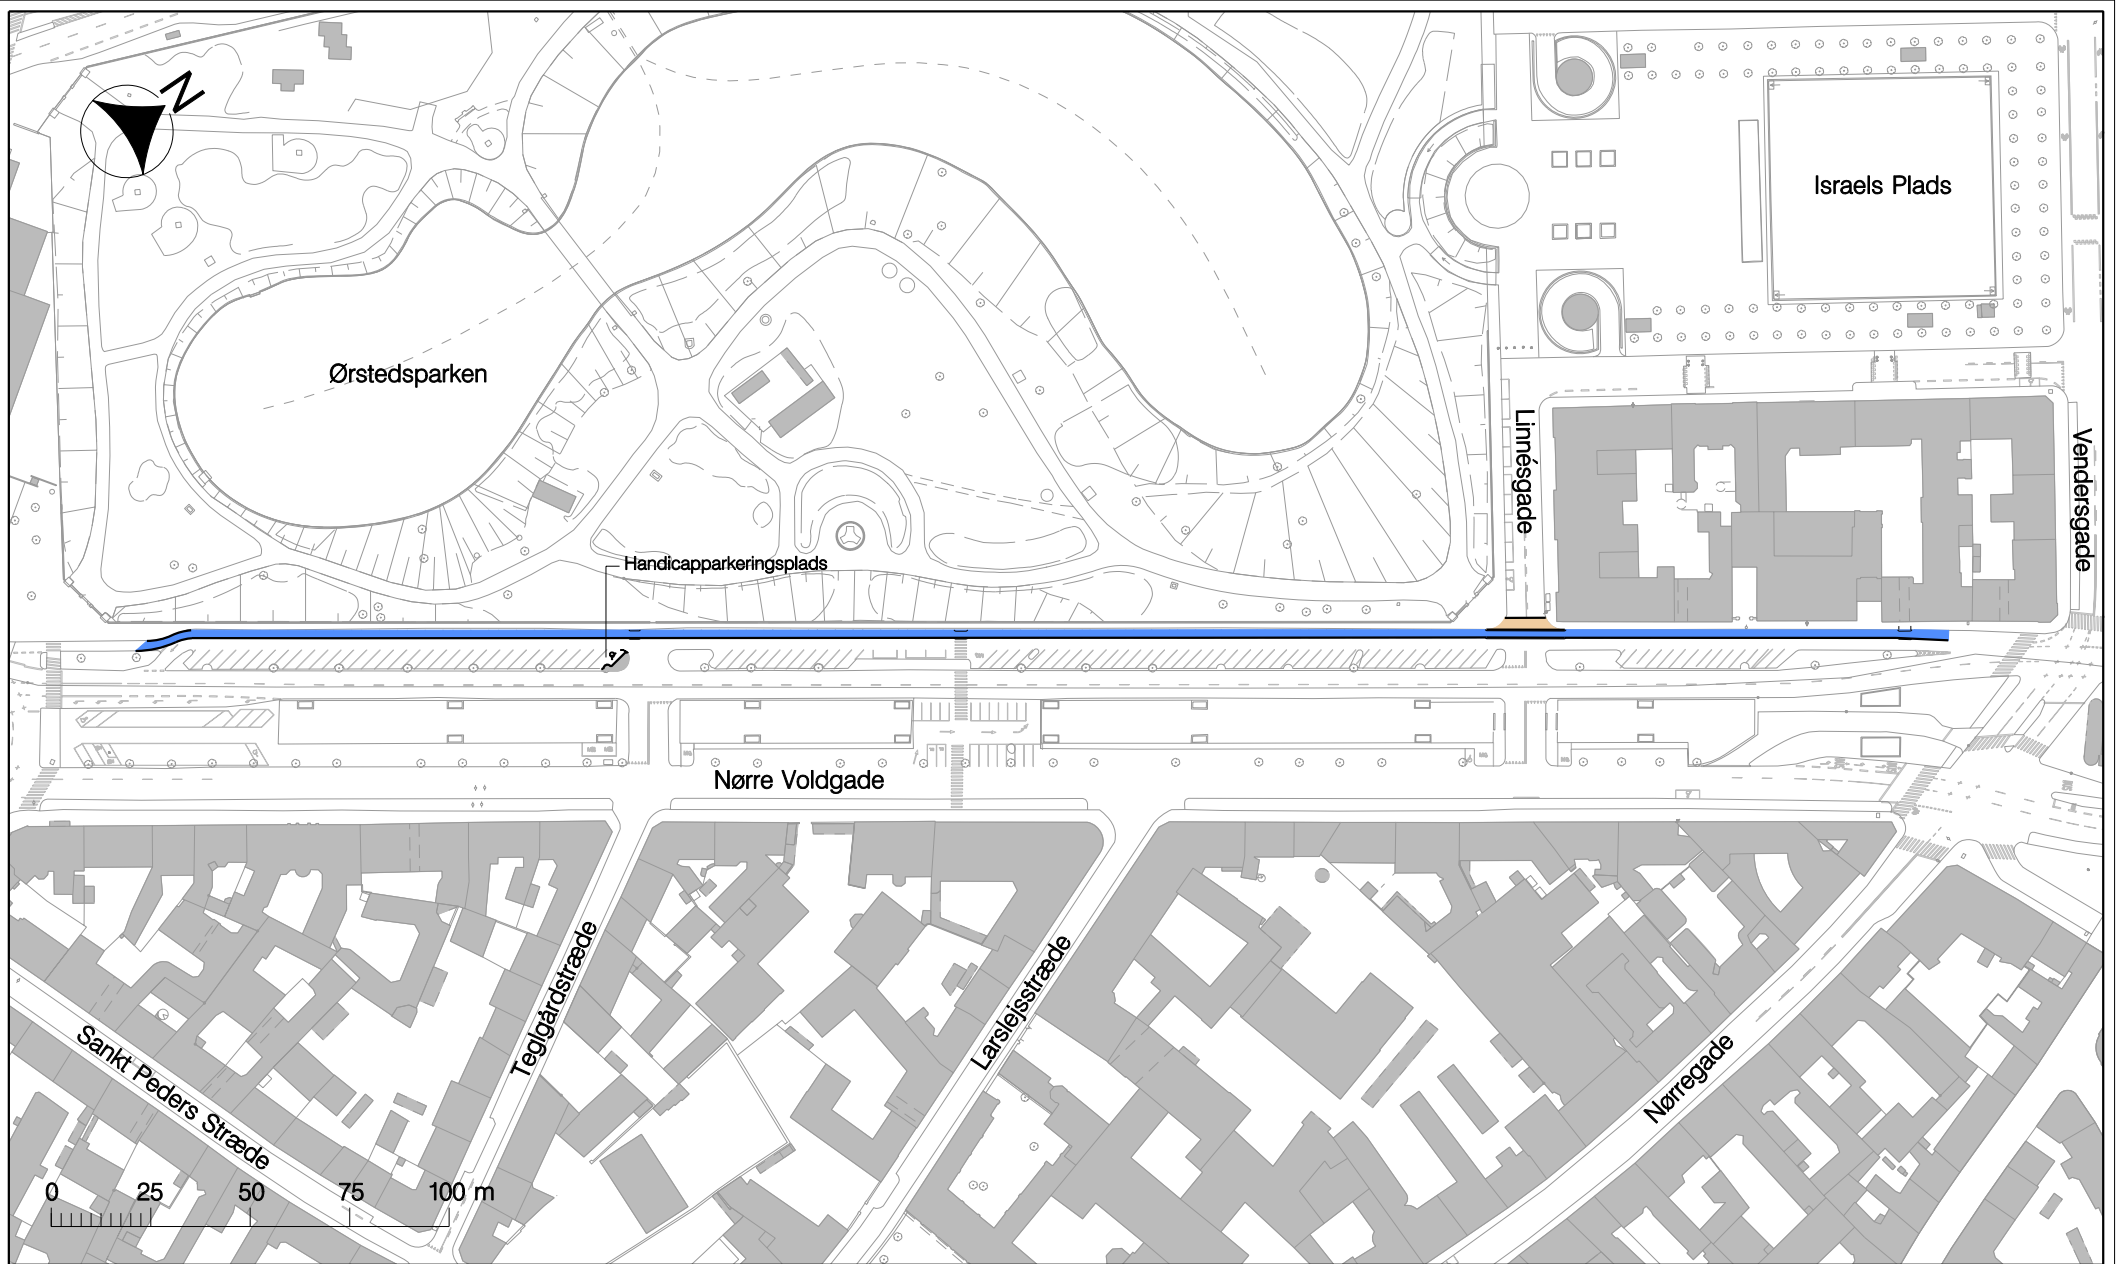 N
Israels Plads
Ørstedsparken
Linnésgade
Vendersgade
Handicapparkeringsplads
Nørre Voldgade
Teglgårdstræde
Larslejsstræde
Sankt Peders Stræde
Nørregade
0 25 50 75 100 m